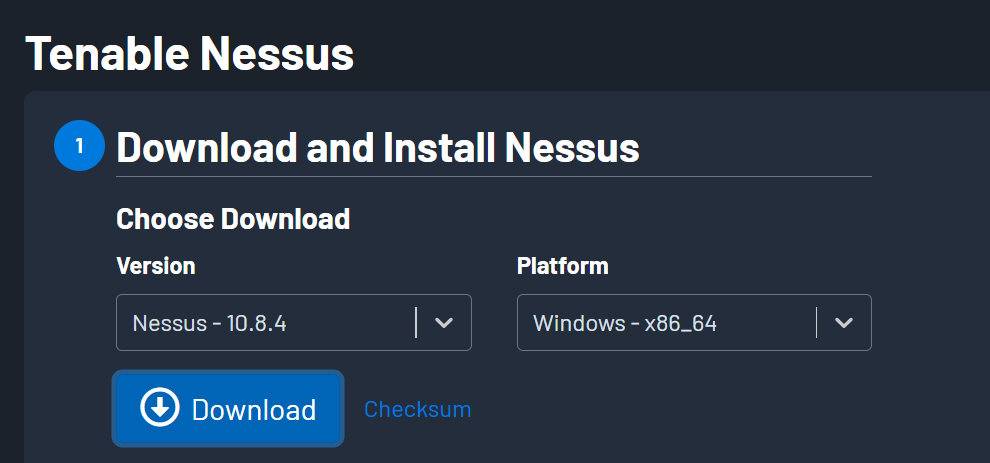 Tenable Nessus
1 Download and Install Nessus
Choose Download
Version Platform
Nessus - 10.8.4 Windows - x86_64
Download Checksum